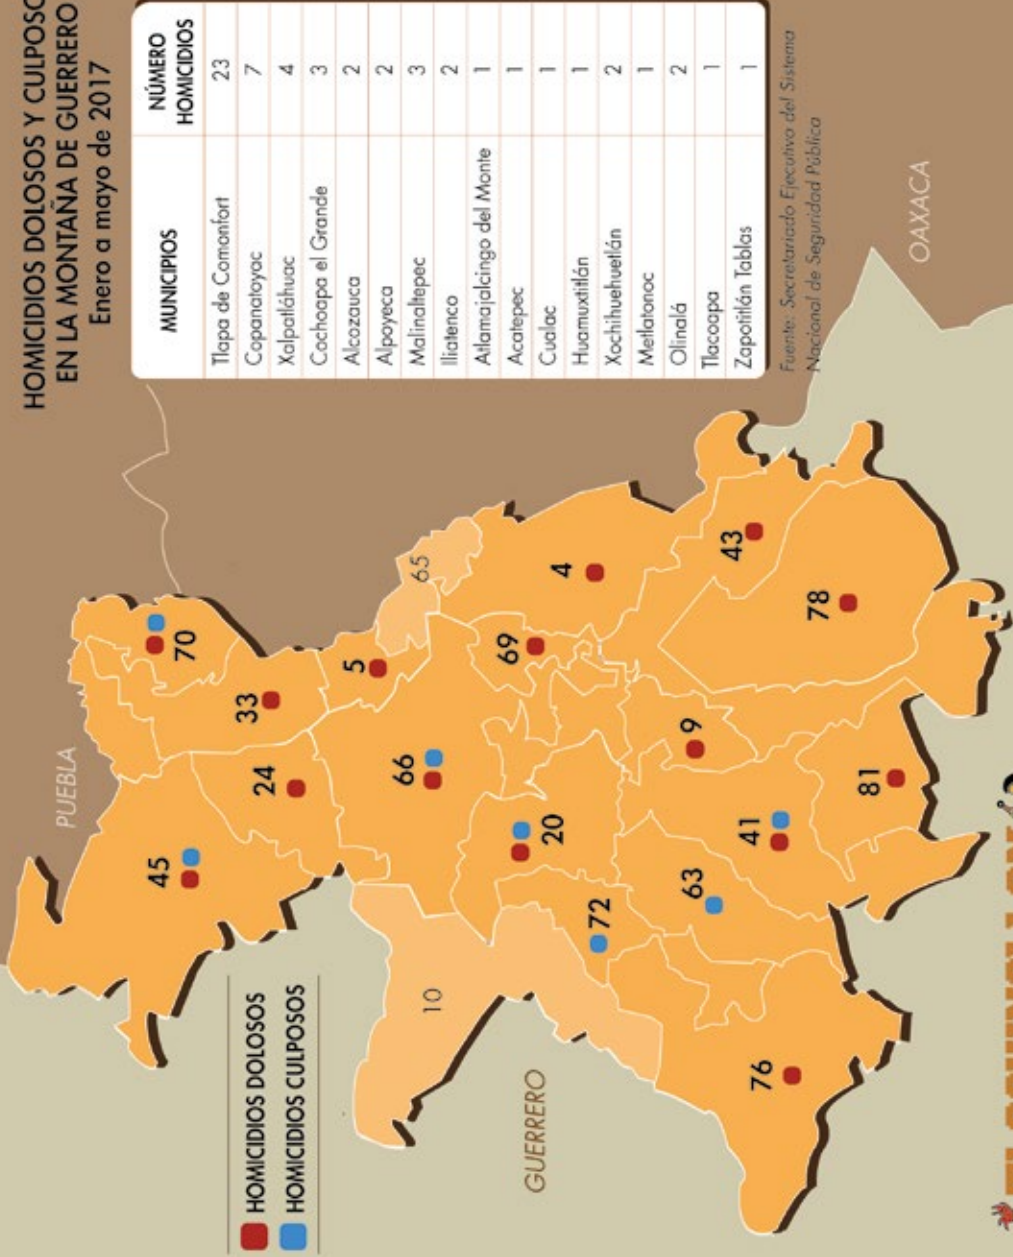 HOMICIDIOS DOLOSOS Y CULPOSO
EN LA MONTAÑA DE GUERRERO
Enero a mayo de 2017
MUNICIPIOS NÚMERO HOMICIDIOS
Tlapa de Comonfort 23
Copanatoyac 7
Xalpatláhuac 4
Cochoapa el Grande 3
Alcozauca 2
Alpoyeca 2
Malinaltepec 3
Iliatenco 2
Atlamajalcingo del Monte 1
Acatepec 1
Cualac 1
Huamuxtitlán 1
Xochihuehuetlán 2
Metlatonoc 1
Olinalá 2
Tlacoapa 1
Zapotitlán Tablas 1
Fuente: Secretariado Ejecutivo del Sistema
Nacional de Seguridad Pública
PUEBLA
OAXACA
GUERRERO
HOMICIDIOS DOLOSOS
HOMICIDIOS CULPOSOS
70
33
45
24
5
65
66
10
69
4
20
72
9
43
63
41
78
76
81